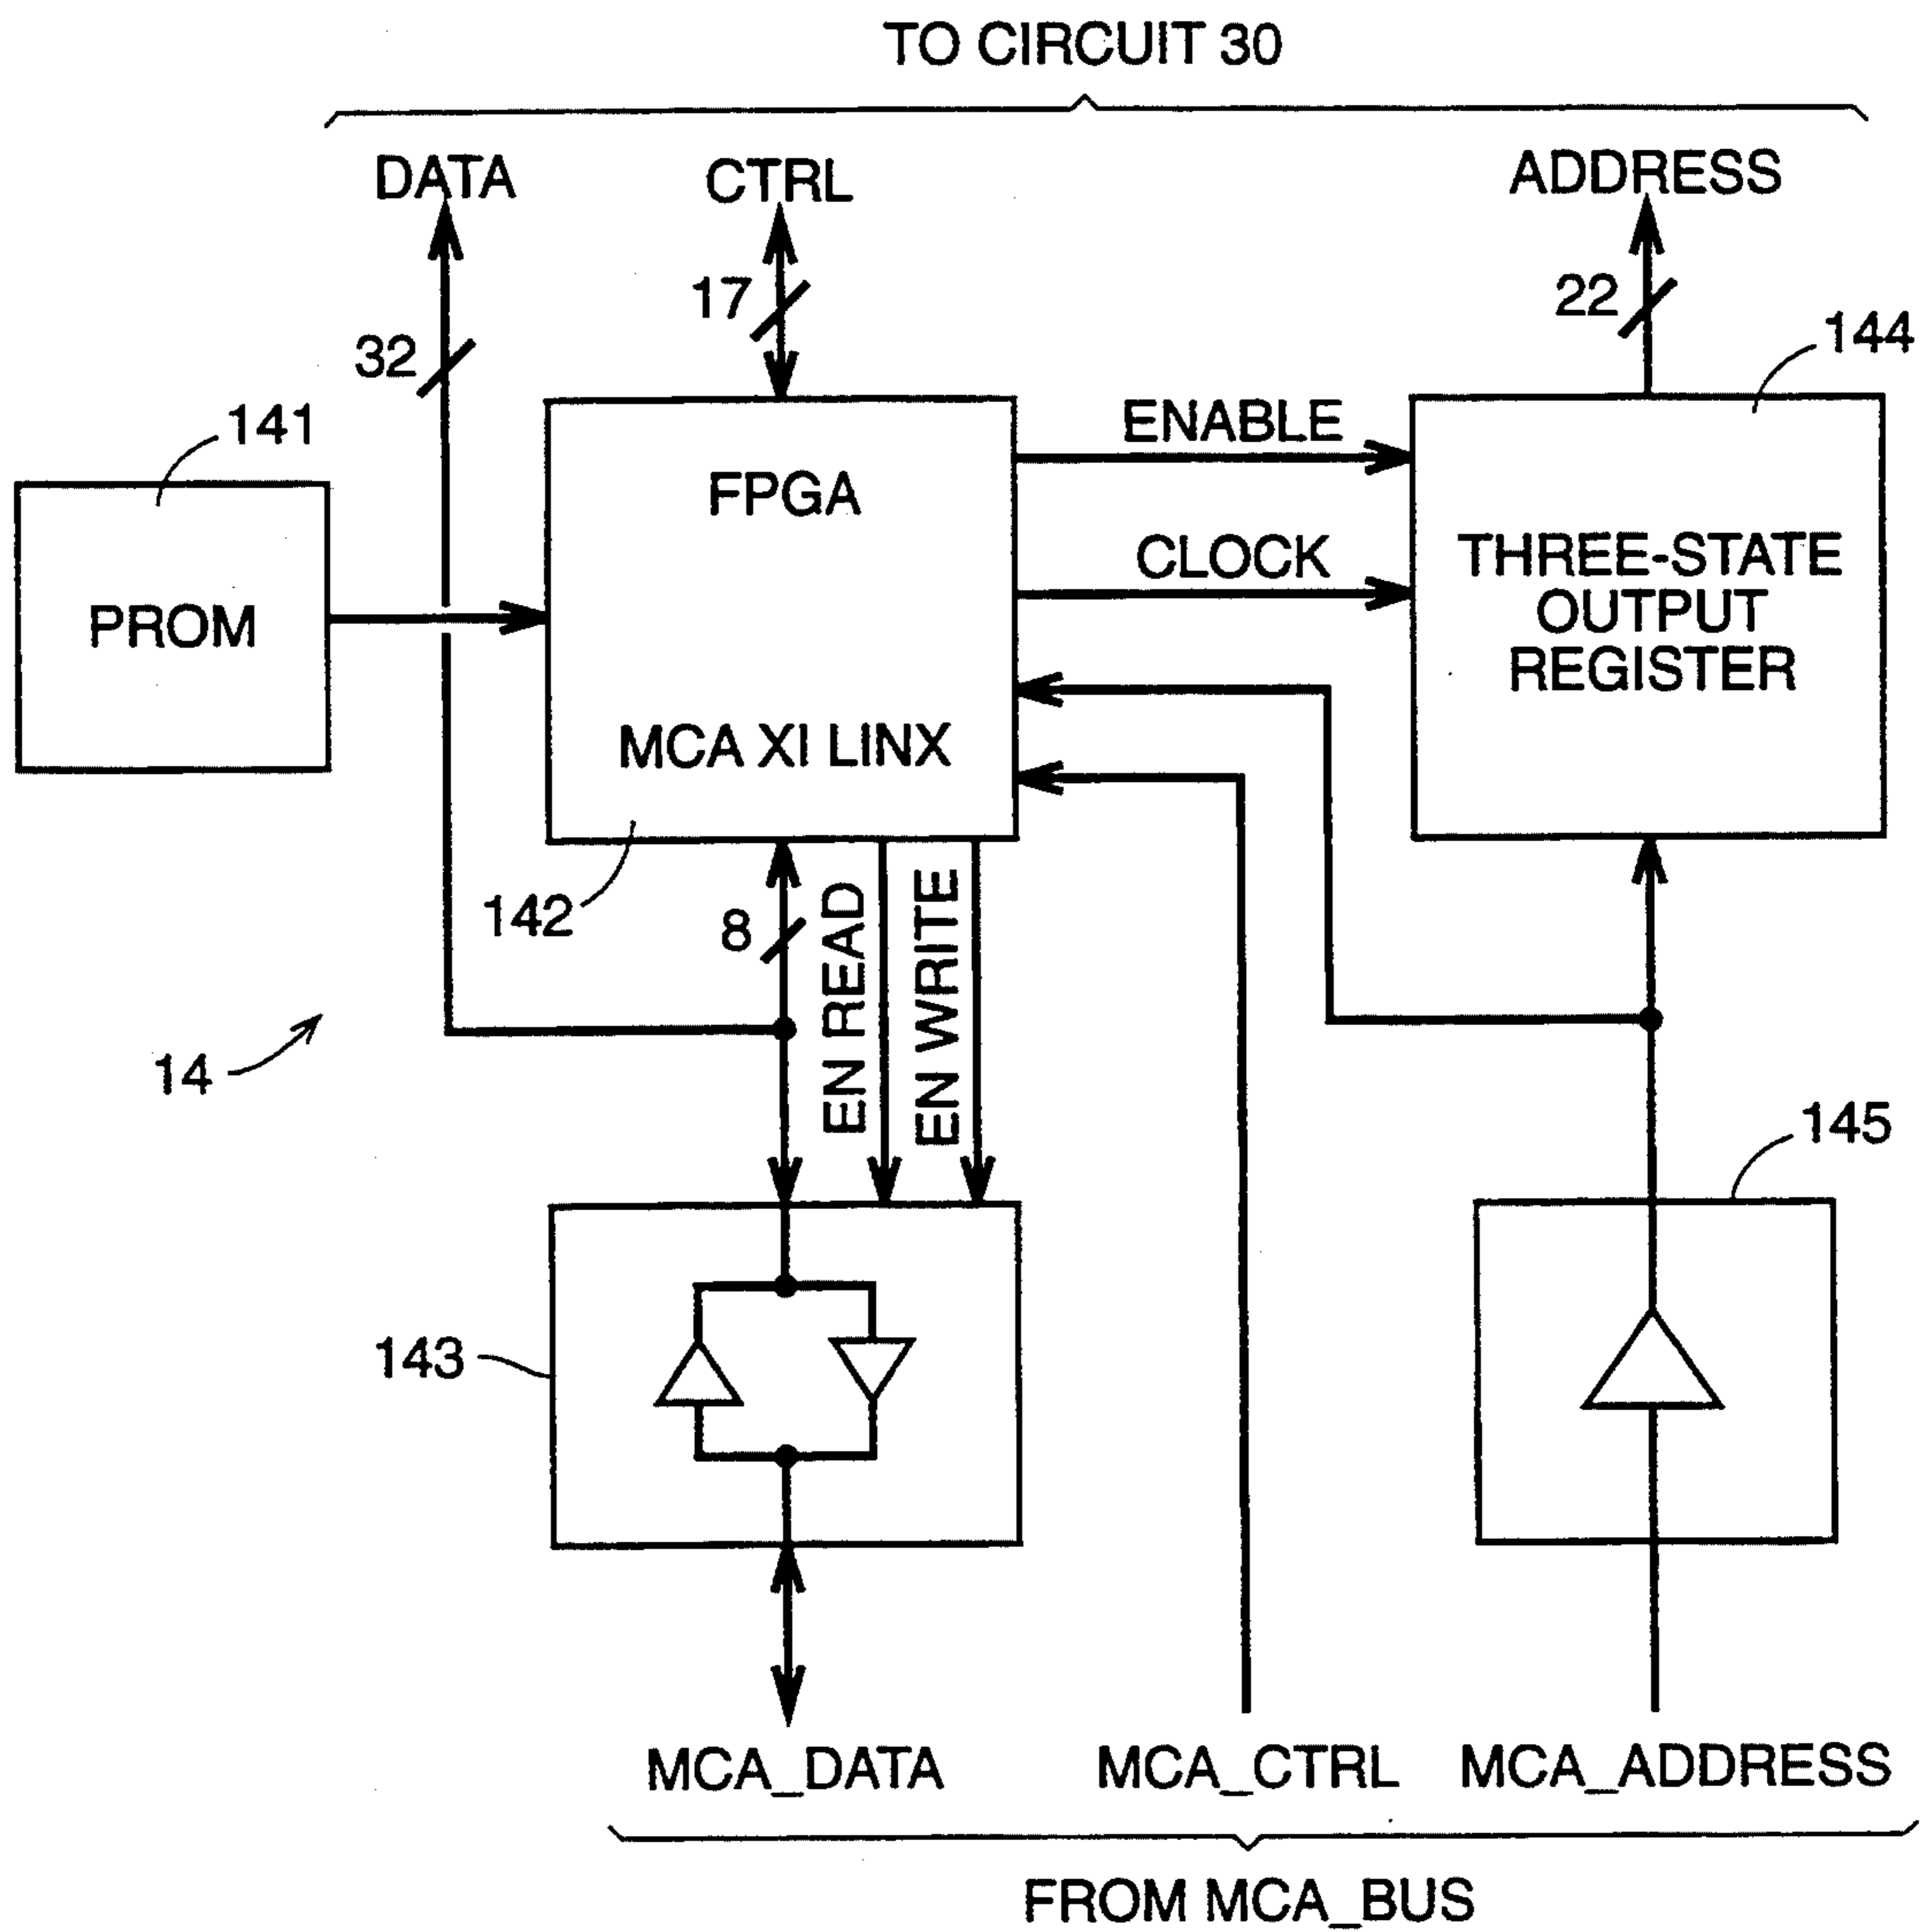 TO CIRCUIT 30
DATA
CTRL
ADDRESS
17
22
32
144
141
ENABLE
FPGA
CLOCK
THREE-STATE
OUTPUT
REGISTER
PROM
MCA XI LINX
142
8
EN READ
EN WRITE
14
145
143
MCA_DATA
MCA_CTRL
MCA_ADDRESS
FROM MCA_BUS